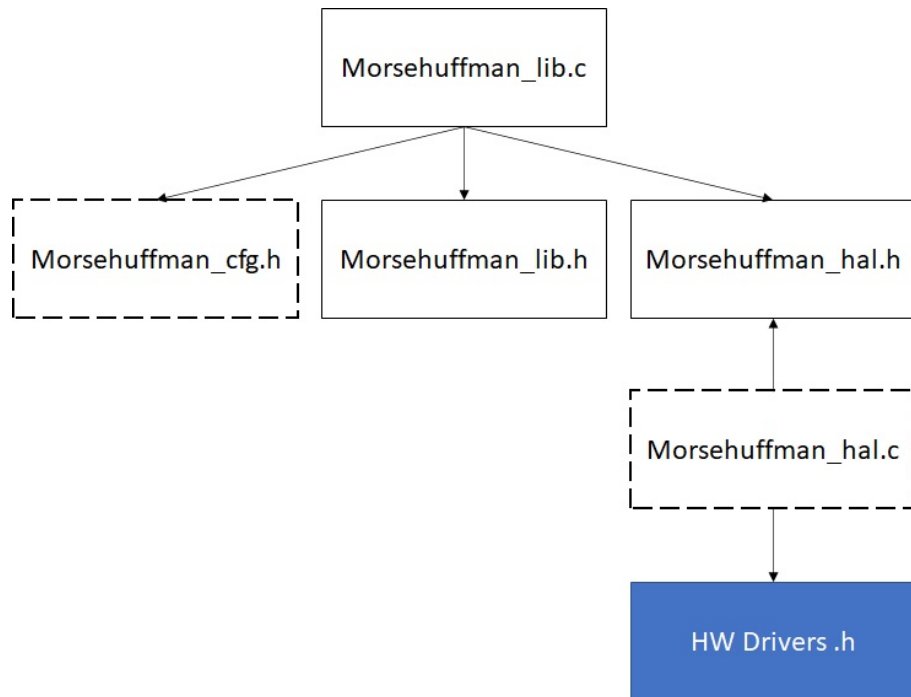 Morsehuffman_lib.c
Morsehuffman_cfg.h
Morsehuffman_lib.h
Morsehuffman_hal.h
Morsehuffman_hal.c
HW Drivers .h